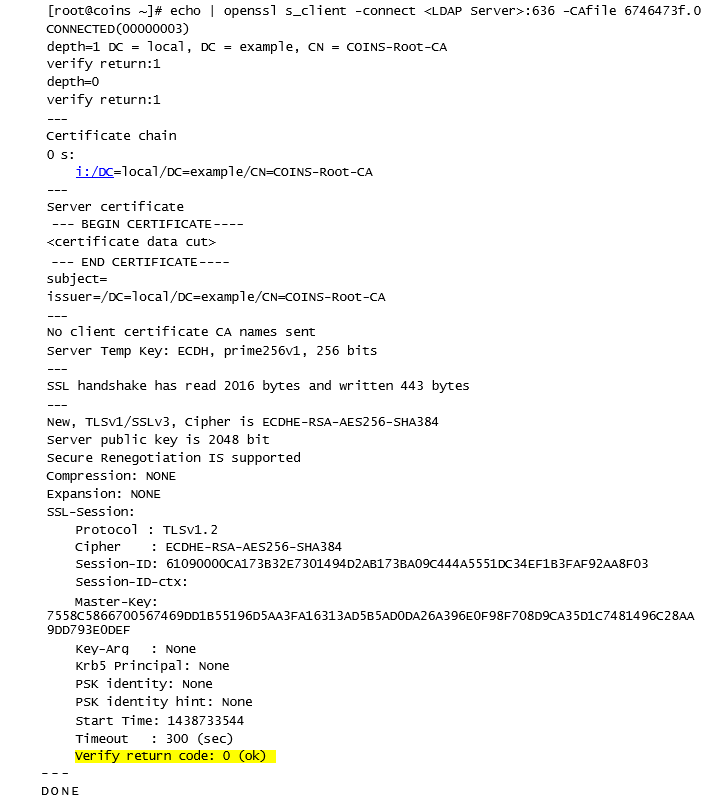 [root@coins ~]# echo | openssl s_client -connect <LDAP Server>:636 -CAfile 6746473f.0
CONNECTED(00000003)
depth=1 DC = local, DC = example, CN = COINS-Root-CA
verify return:1
depth=0
verify return:1
---
Certificate chain
0 s:
i:/DC=local/DC=example/CN=COINS-Root-CA
---
Server certificate
--- BEGIN CERTIFICATE----
<certificate data cut>
--- END CERTIFICATE----
subject=
issuer=/DC=local/DC=example/CN=COINS-Root-CA
---
No client certificate CA names sent
Server Temp Key: ECDH, prime256v1, 256 bits
---
SSL handshake has read 2016 bytes and written 443 bytes
---
New, TLSv1/SSLv3, Cipher is ECDHE-RSA-AES256-SHA384
Server public key is 2048 bit
Secure Renegotiation IS supported
Compression: NONE
Expansion: NONE
SSL-Session:
Protocol : TLSv1.2
Cipher : ECDHE-RSA-AES256-SHA384
Session-ID: 61090000CA173B32E7301494D2AB173BA09C444A5551DC34EF1B3FAF92AA8F03
Session-ID-ctx:
Master-Key:
7558C5866700567469DD1B55196D5AA3FA16313AD5B5AD0DA26A396E0F98F708D9CA35D1C7481496C28AA
9DD793E0DEF
Key-Arg : None
Krb5 Principal: None
PSK identity: None
PSK identity hint: None
Start Time: 1438733544
Timeout : 300 (sec)
Verify return code: 0 (ok)
---
DONE